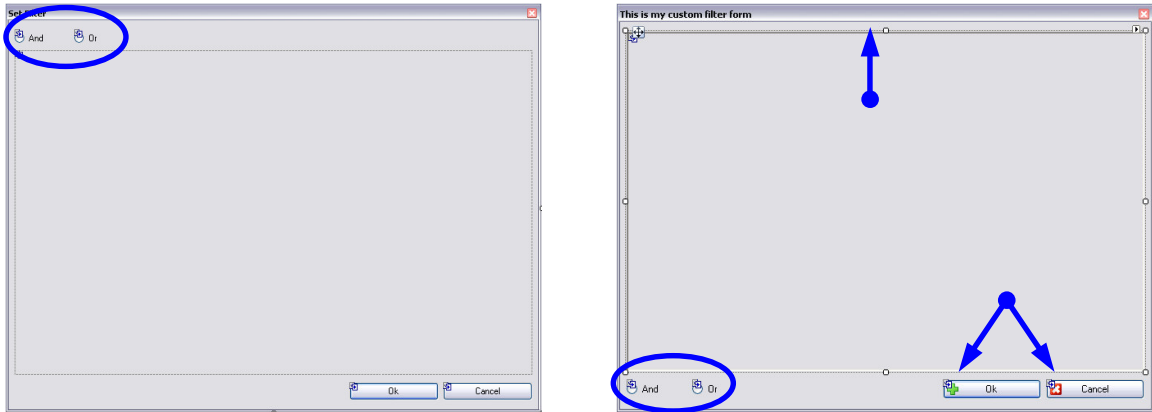 Set filter
And Or
Ok Cancel
This is my custom filter form
And Or
Ok Cancel